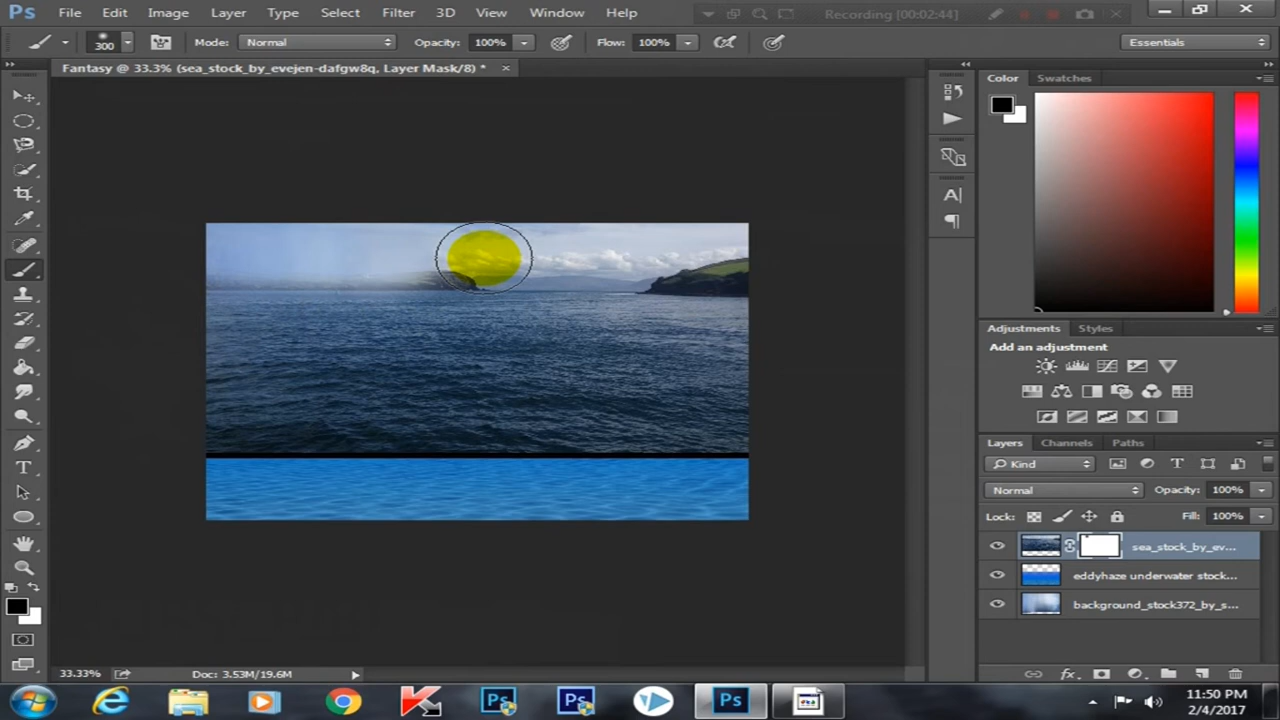 Ps File Edit Image Layer Type Select Filter 3D View Window Help
Recording [00:02:44]
300 Mode: Normal Opacity: 100% Flow: 100% Essentials
Fantasy @ 33.3% (sea_stock_by_evejen-dafgw8q, Layer Mask/8) * ×
Color Swatches
Adjustments Styles
Add an adjustment
Layers Channels Paths
Kind
Normal Opacity: 100%
Lock: Fill: 100%
sea_stock_by_ev...
eddyhaze underwater stock...
background_stock372_by_s...
33.33% Doc: 3.53M/19.6M
Ps Ps Ps
11:50 PM
2/4/2017